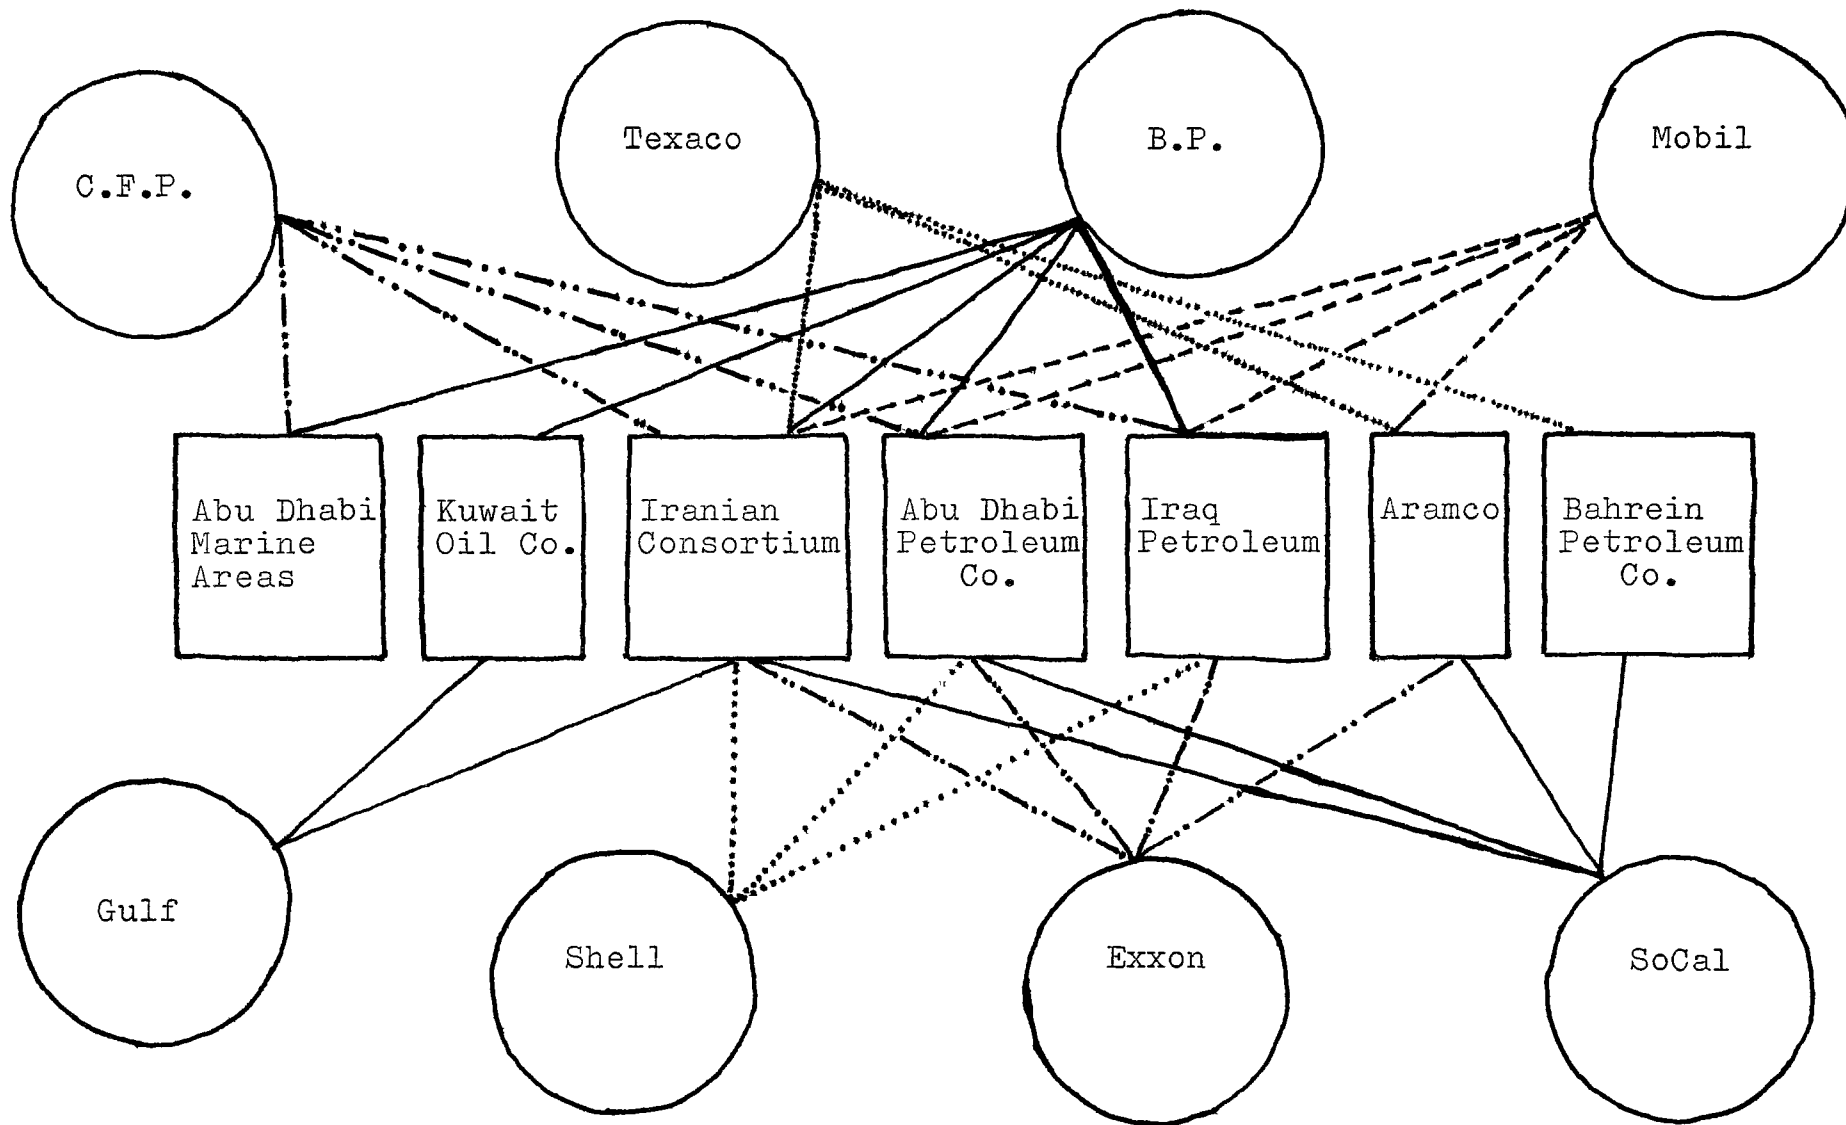 C.F.P.
Texaco
B.P.
Mobil
Abu Dhabi
Marine
Areas
Kuwait
Oil Co.
Iranian
Consortium
Abu Dhabi
Petroleum
Co.
Iraq
Petroleum
Aramco
Bahrein
Petroleum
Co.
Gulf
Shell
Exxon
SoCal